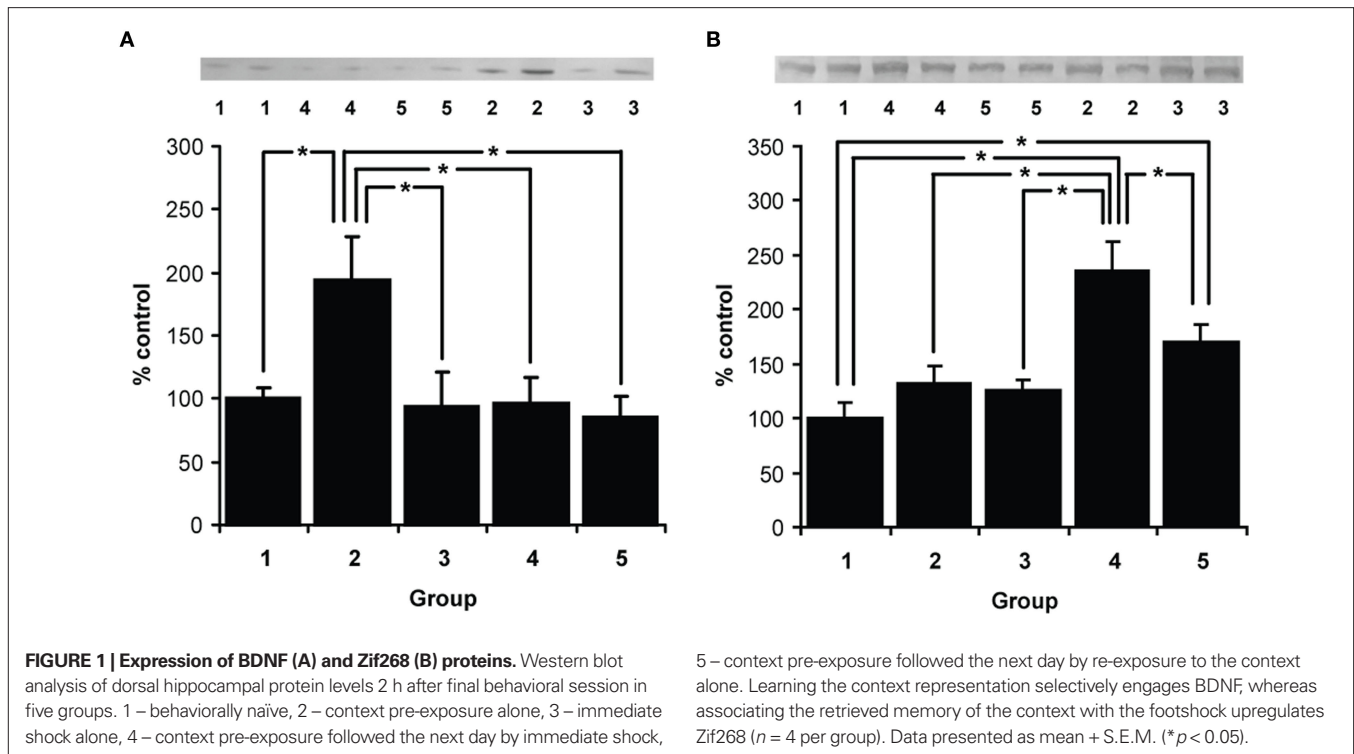 A
1 1 4 4 5 5 2 2 3 3
300
250
200
150
100
50
0
% control
*
*
*
*
1 2 3 4 5
Group
B
1 1 4 4 5 5 2 2 3 3
350
300
250
200
150
100
50
0
% control
*
*
*
*
*
1 2 3 4 5
Group
FIGURE 1 | Expression of BDNF (A) and Zif268 (B) proteins. Western blot
analysis of dorsal hippocampal protein levels 2 h after final behavioral session in
five groups. 1 – behaviorally naïve, 2 – context pre-exposure alone, 3 – immediate
shock alone, 4 – context pre-exposure followed the next day by immediate shock,
5 – context pre-exposure followed the next day by re-exposure to the context
alone. Learning the context representation selectively engages BDNF, whereas
associating the retrieved memory of the context with the footshock upregulates
Zif268 (n = 4 per group). Data presented as mean + S.E.M. (*p < 0.05).